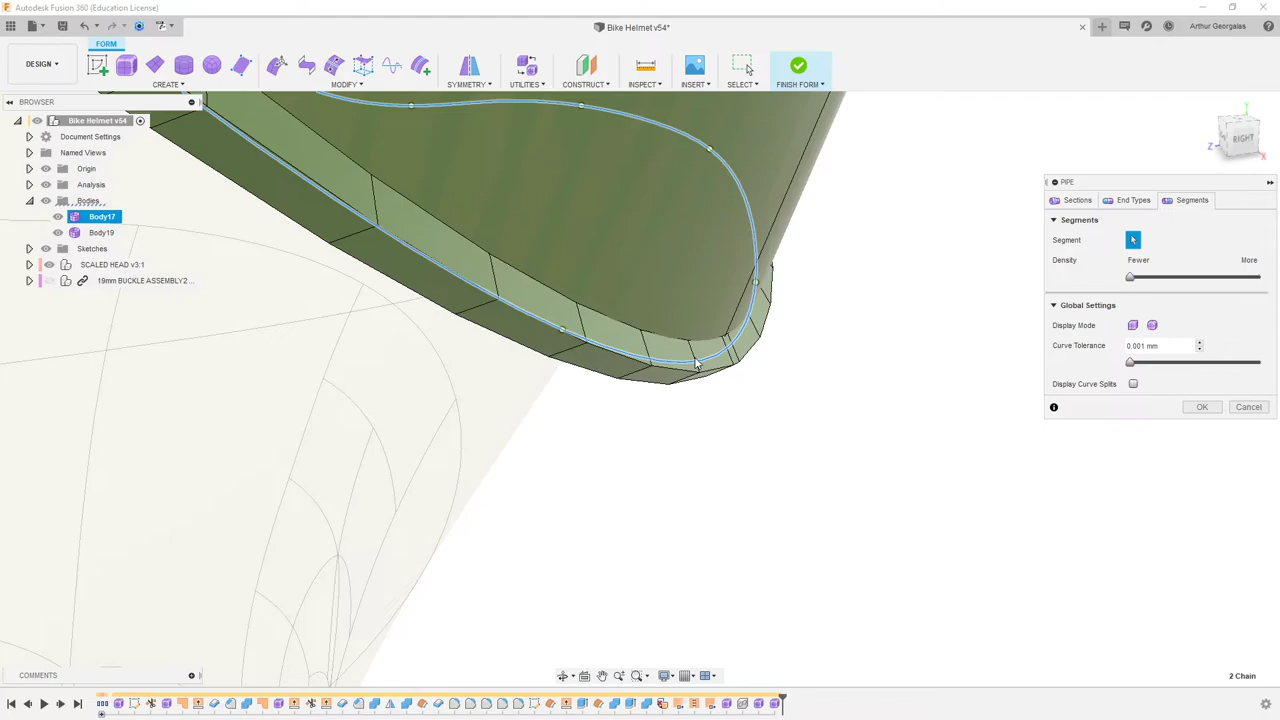 Autodesk Fusion 360 (Education License)
Bike Helmet v54*
Arthur Georgalas
FORM
DESIGN
CREATE
MODIFY
SYMMETRY
UTILITIES
CONSTRUCT
INSPECT
INSERT
SELECT
FINISH FORM
BROWSER
Bike Helmet v54
Document Settings
Named Views
Origin
Analysis
Bodies
Body17
Body19
Sketches
SCALED HEAD v3:1
19mm BUCKLE ASSEMBLY2...
Y
RIGHT
Z
X
PIPE
Sections
End Types
Segments
Segments
Segment
Density
Fewer
More
Global Settings
Display Mode
Curve Tolerance
0.001 mm
Display Curve Splits
OK
Cancel
COMMENTS
2 Chain